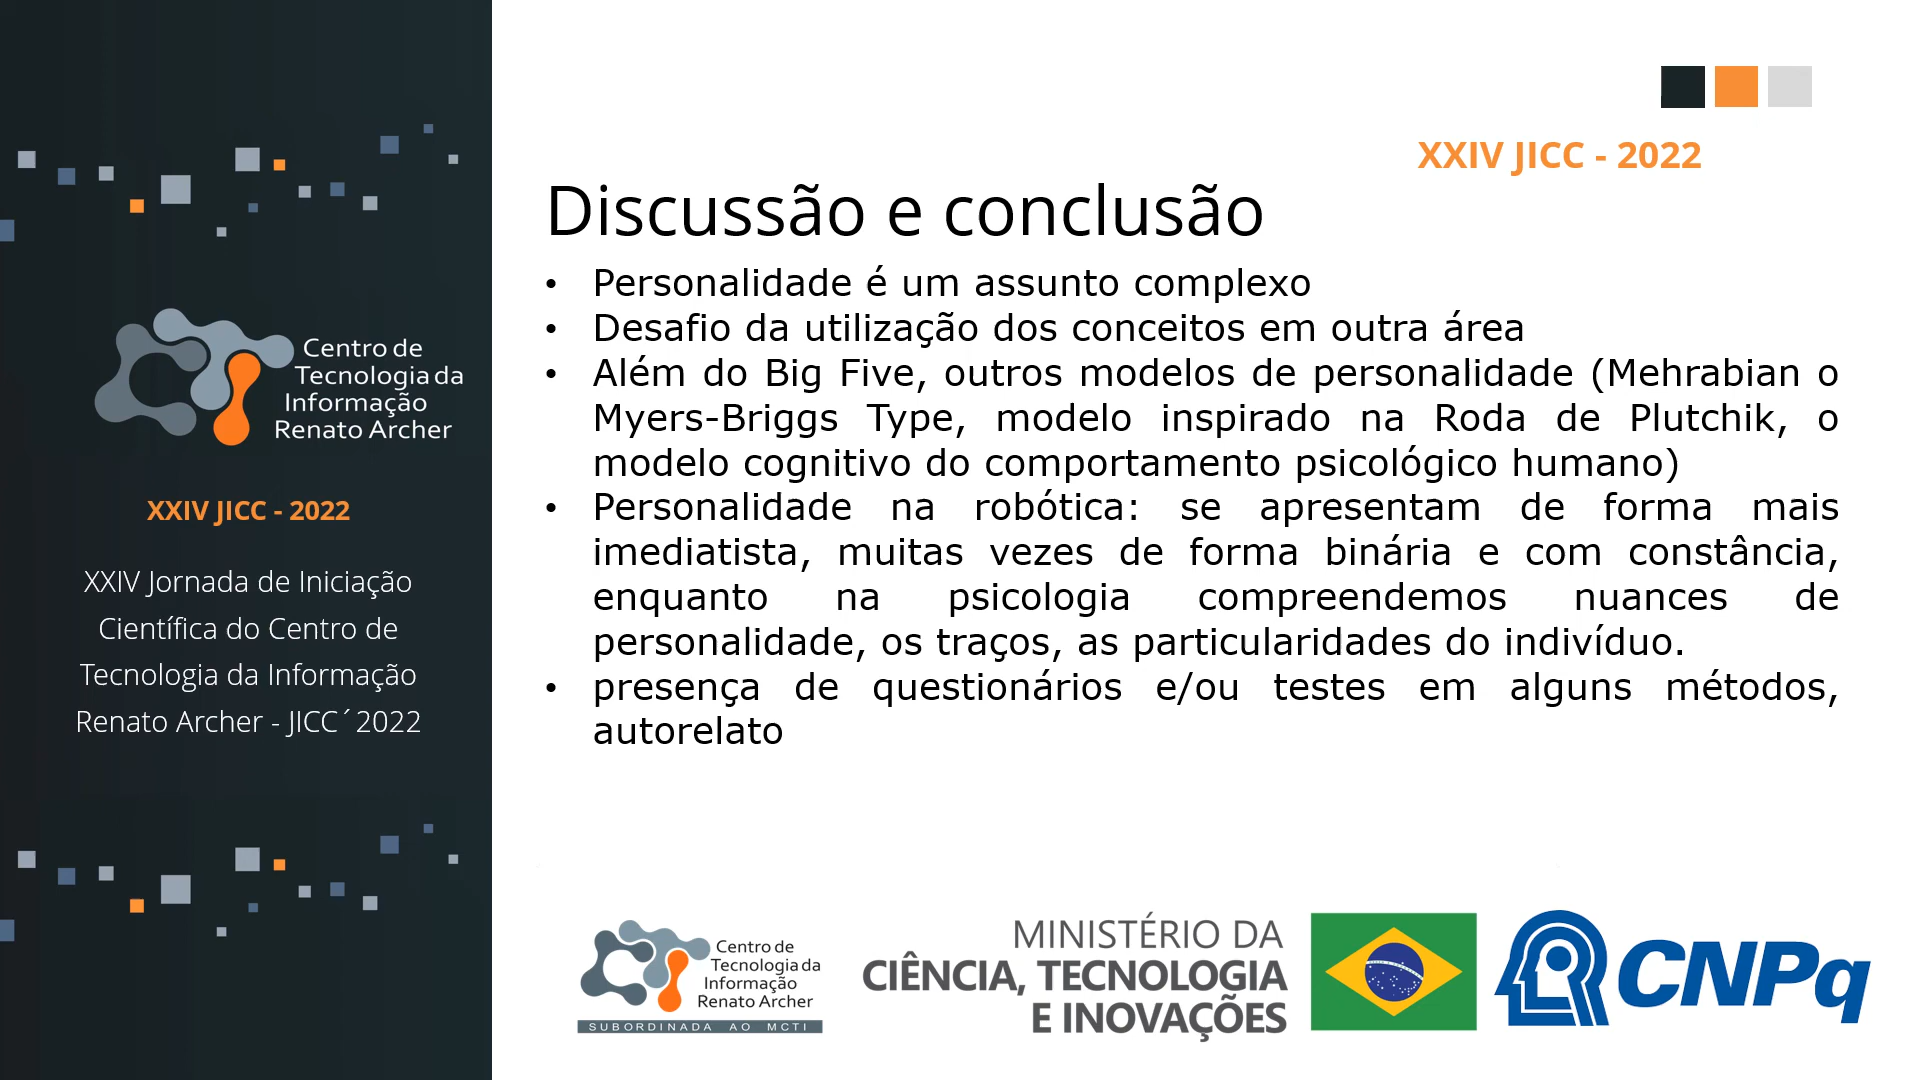 Centro de
Tecnologia da
Informação
Renato Archer
XXIV JICC - 2022
XXIV Jornada de Iniciação
Científica do Centro de
Tecnologia da Informação
Renato Archer - JICC´2022
XXIV JICC - 2022
Discussão e conclusão
• Personalidade é um assunto complexo
• Desafio da utilização dos conceitos em outra área
• Além do Big Five, outros modelos de personalidade (Mehrabian o
Myers-Briggs Type, modelo inspirado na Roda de Plutchik, o
modelo cognitivo do comportamento psicológico humano)
• Personalidade na robótica: se apresentam de forma mais
imediatista, muitas vezes de forma binária e com constância,
enquanto na psicologia compreendemos nuances de
personalidade, os traços, as particularidades do indivíduo.
• presença de questionários e/ou testes em alguns métodos,
autorelato
Centro de
Tecnologia da
Informação
Renato Archer
SUBORDINADA AO MCTI
MINISTÉRIO DA
CIÊNCIA, TECNOLOGIA
E INOVAÇÕES
CNPq